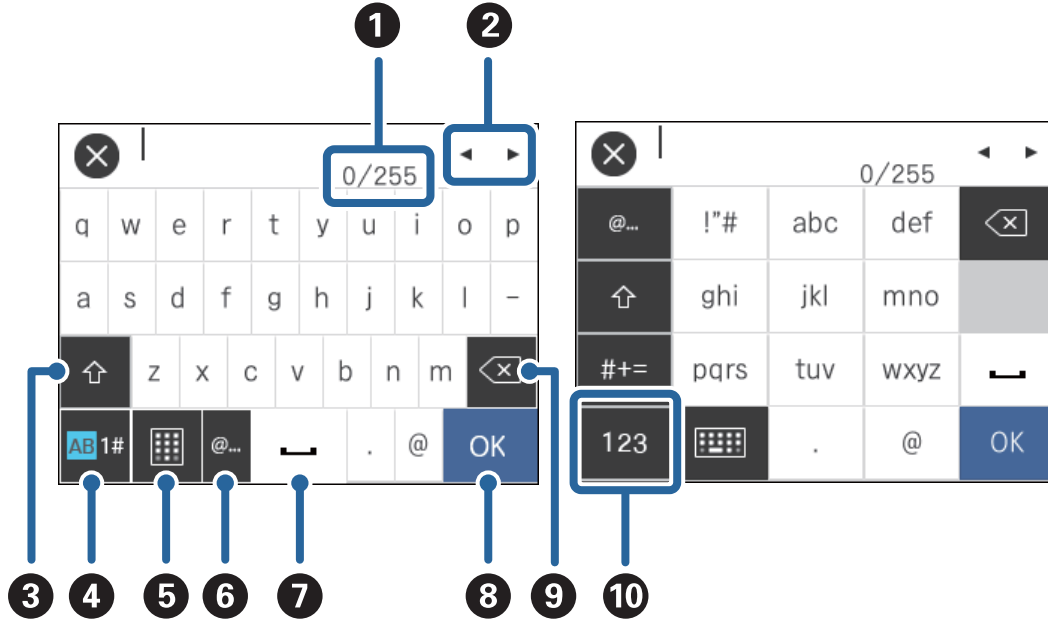 1 2
0/255
q w e r t y u i o p
a s d f g h j k l -
z x c v b n m
AB 1# @... . @ OK
0/255
@... !"# abc def
ghi jkl mno
#+= pqrs tuv wxyz
123 . @ OK
3 4 5 6 7 8 9 10